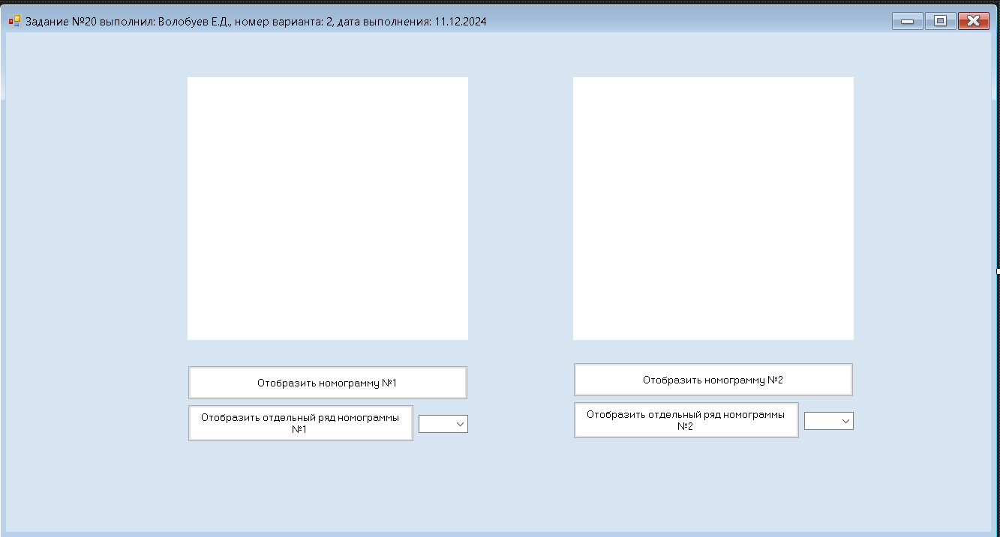 Задание №20 выполнил: Волобуев Е.Д., номер варианта: 2, дата выполнения: 11.12.2024
Отобразить номограмму №1
Отобразить отдельный ряд номограммы
№1
Отобразить номограмму №2
Отобразить отдельный ряд номограммы
№2